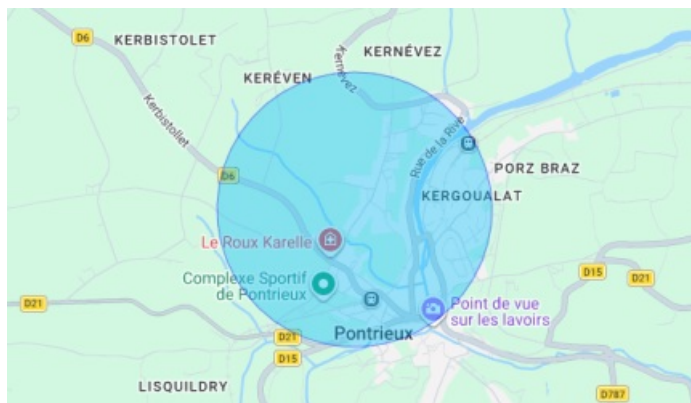 D6
KERBISTOLET
KERNÉVEZ
KERÉVEN
Kernévez
Kerbistollet
Rue de la Rive
PORZ BRAZ
D6
KERGOUALAT
Le Roux Karelle
Complexe Sportif
de Pontrieux
D15
D21
D21
Point de vue
sur les lavoirs
D21
Pontrieux
D15
LISQUILDRY
D787